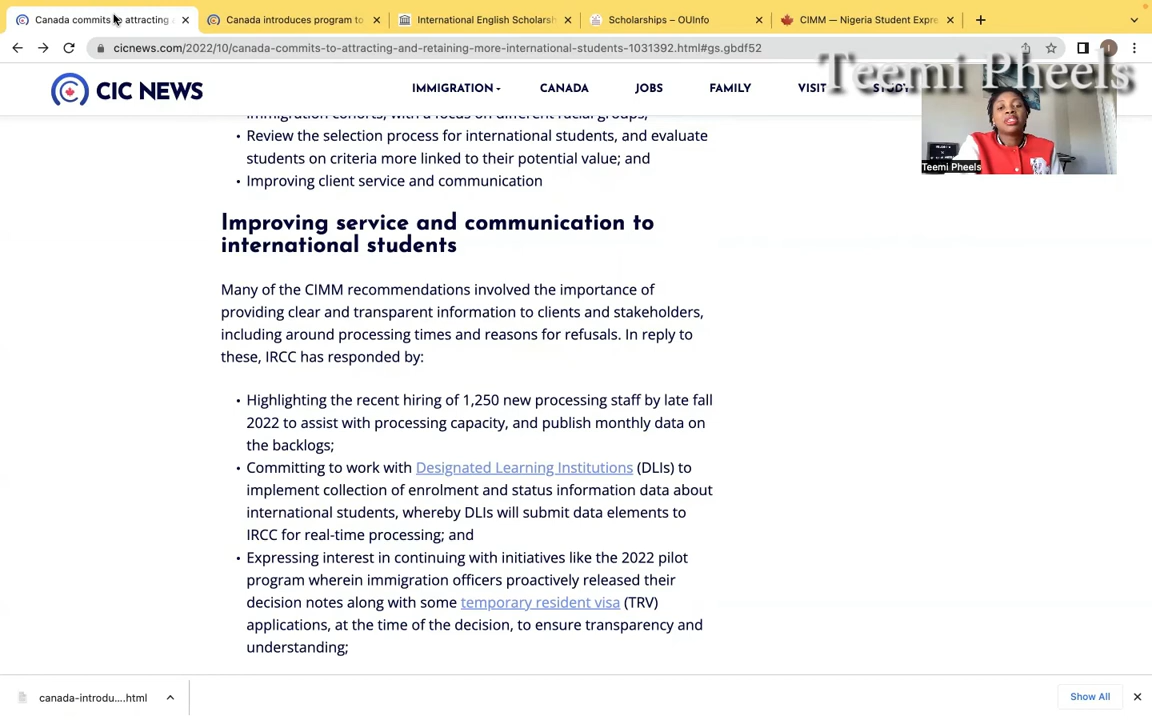 Canada commits to attracting a
Canada introduces program to
International English Scholarsh
Scholarships – OUInfo
CIMM — Nigeria Student Expre
cicnews.com/2022/10/canada-commits-to-attracting-and-retaining-more-international-students-1031392.html#gs.gbdf52
Teemi Pheels
CIC NEWS
IMMIGRATION
CANADA
JOBS
FAMILY
VISIT
STUDY
Teemi Pheels
immigration cohorts, with a focus on different racial groups;
• Review the selection process for international students, and evaluate
students on criteria more linked to their potential value; and
• Improving client service and communication
Improving service and communication to
international students
Many of the CIMM recommendations involved the importance of
providing clear and transparent information to clients and stakeholders,
including around processing times and reasons for refusals. In reply to
these, IRCC has responded by:
• Highlighting the recent hiring of 1,250 new processing staff by late fall
2022 to assist with processing capacity, and publish monthly data on
the backlogs;
• Committing to work with Designated Learning Institutions (DLIs) to
implement collection of enrolment and status information data about
international students, whereby DLIs will submit data elements to
IRCC for real-time processing; and
• Expressing interest in continuing with initiatives like the 2022 pilot
program wherein immigration officers proactively released their
decision notes along with some temporary resident visa (TRV)
applications, at the time of the decision, to ensure transparency and
understanding;
canada-introdu....html
Show All